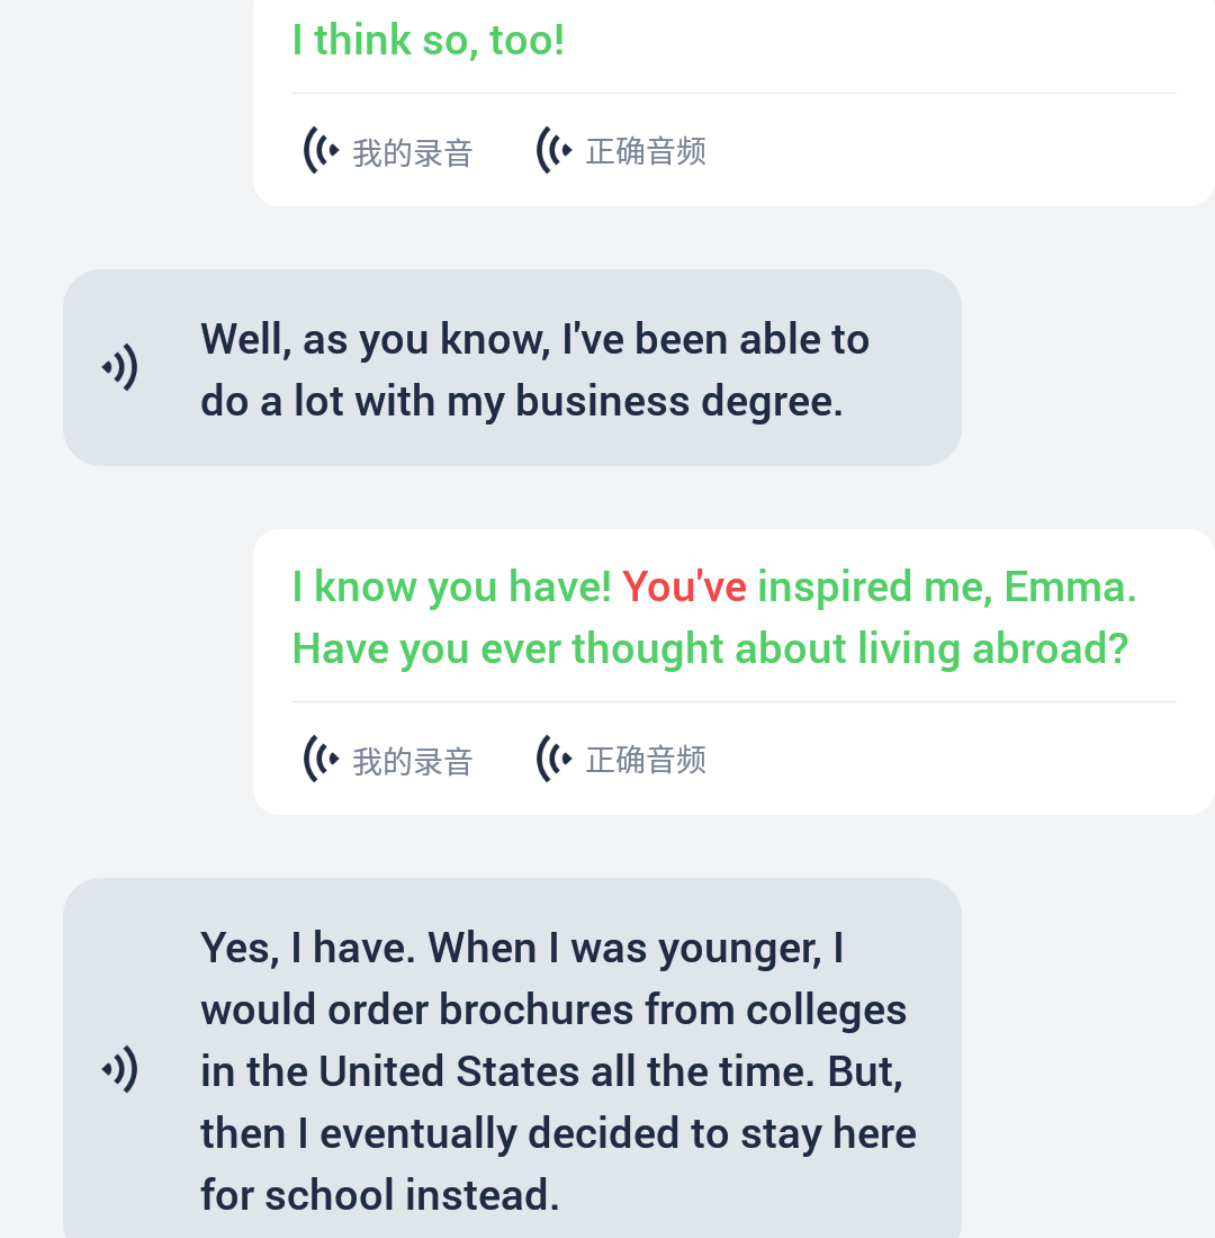 I think so, too!
我的录音 正确音频
Well, as you know, I've been able to
do a lot with my business degree.
I know you have! You've inspired me, Emma.
Have you ever thought about living abroad?
我的录音 正确音频
Yes, I have. When I was younger, I
would order brochures from colleges
in the United States all the time. But,
then I eventually decided to stay here
for school instead.